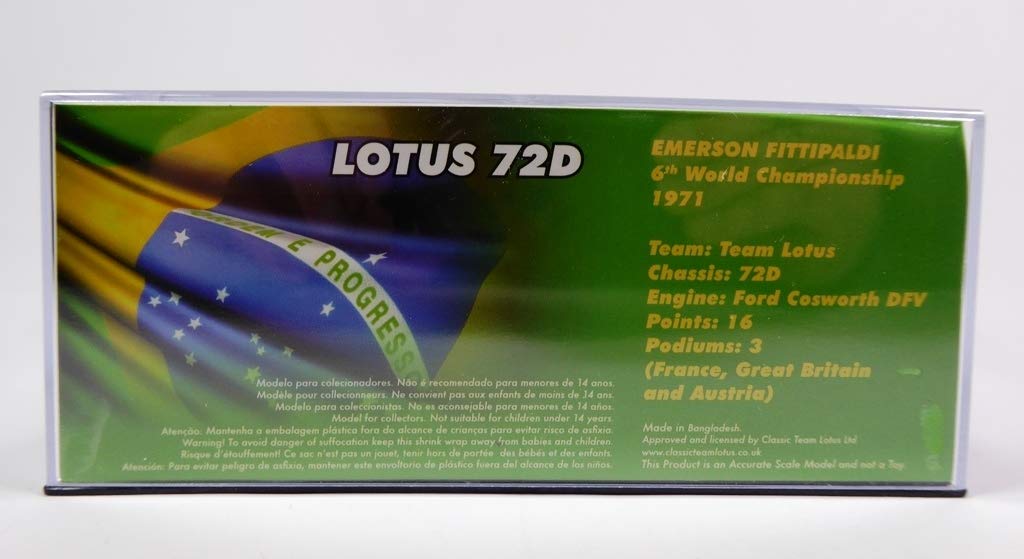 LOTUS 72D
EMERSON FITTIPALDI
6th World Championship
1971
Team: Team Lotus
Chassis: 72D
Engine: Ford Cosworth DFV
Points: 16
Podiums: 3
(France, Great Britain
and Austria)
ORDEM E PROGRESSO
Modelo para colecionadores. Não é recomendado para menores de 14 anos.
Modèle pour collectionneurs. Ne convient pas aux enfants de moins de 14 ans.
Modelo para coleccionistas. No es aconsejable para menores de 14 años.
Model for collectors. Not suitable for children under 14 years.
Atenção: Mantenha a embalagem plástica fora do alcance de crianças para evitar risco de asfixia.
Warning! To avoid danger of suffocation keep this shrink wrap away from babies and children.
Risque d'étouffement! Ce sac n'est pas un jouet, tenir hors de portée des bébés et des enfants.
Atención: Para evitar peligro de asfixia, mantener este envoltorio de plástico fuera del alcance de los niños.
Made in Bangladesh.
Approved and licensed by Classic Team Lotus Ltd
www.classicteamlotus.co.uk
This Product is an Accurate Scale Model and not a Toy.